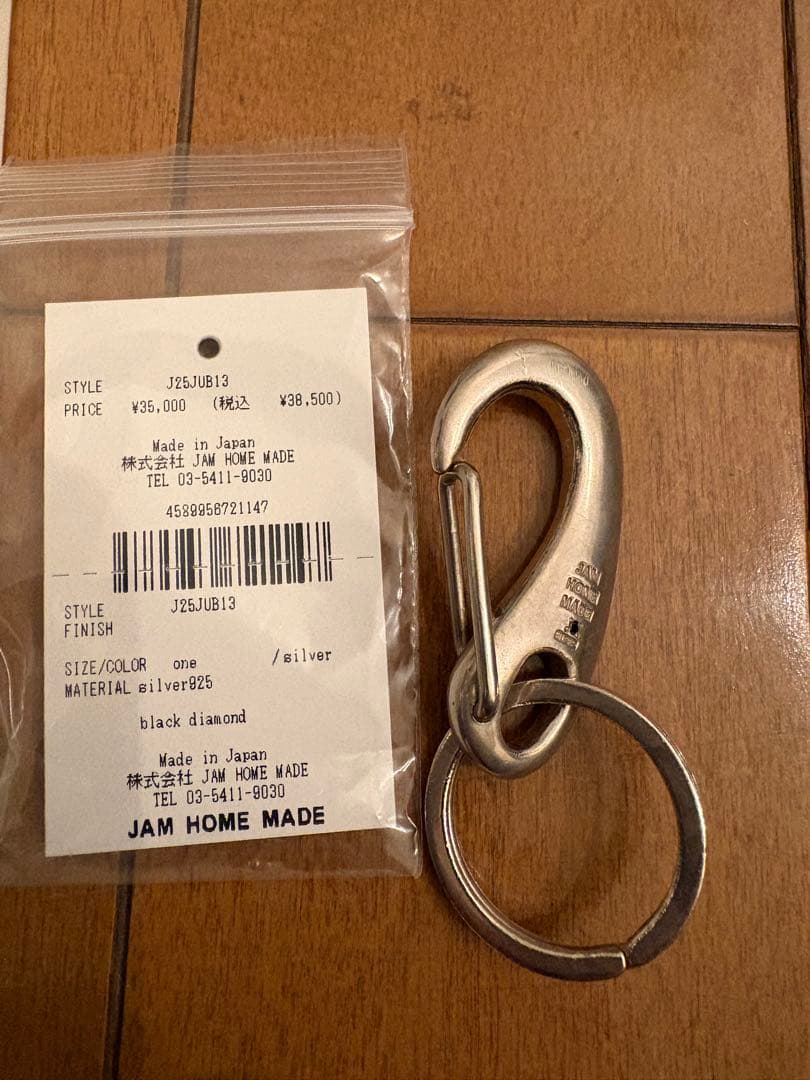 STYLE J25JUB13
PRICE ¥35,000 (税込 ¥38,500)
Made in Japan
株式会社 JAM HOME MADE
TEL 03-5411-9030
4589956721147
STYLE J25JUB13
FINISH
SIZE/COLOR one /silver
MATERIAL silver925
black diamond
Made in Japan
株式会社 JAM HOME MADE
TEL 03-5411-9030
JAM HOME MADE
JAM
HOME
MADE